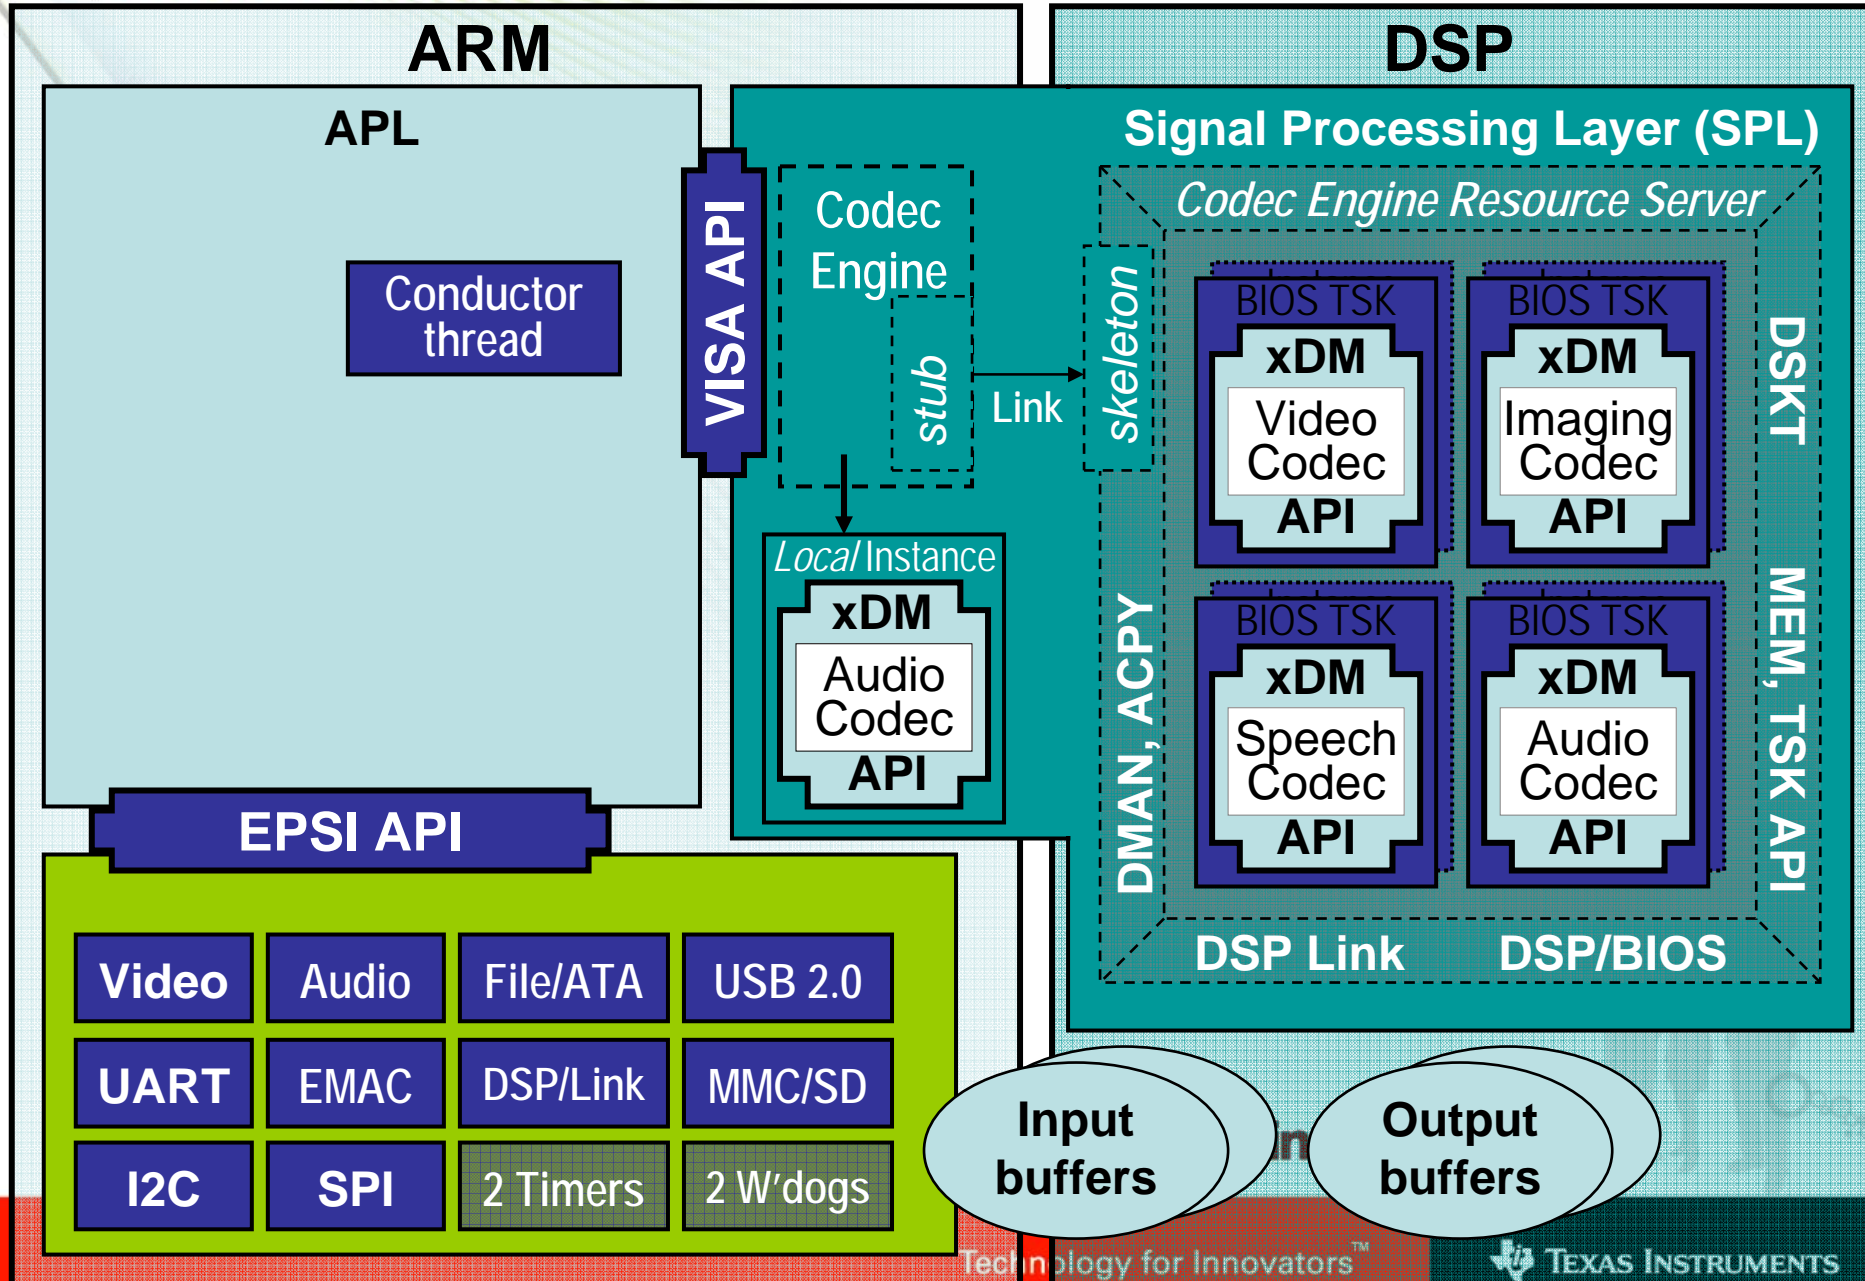 ARM
DSP
APL
Signal Processing Layer (SPL)
Codec Engine Resource Server
VISA API
Codec
Engine
stub
Link
skeleton
Conductor
thread
BIOS TSK
xDM
Video
Codec
API
BIOS TSK
xDM
Imaging
Codec
API
DSKT
Local Instance
xDM
Audio
Codec
API
DMAN, ACPY
BIOS TSK
xDM
Speech
Codec
API
BIOS TSK
xDM
Audio
Codec
API
MEM, TSK API
DSP Link
DSP/BIOS
EPSI API
Video
Audio
File/ATA
USB 2.0
UART
EMAC
DSP/Link
MMC/SD
I2C
SPI
2 Timers
2 W'dogs
Input
buffers
Output
buffers
Technology for Innovators™
TEXAS INSTRUMENTS